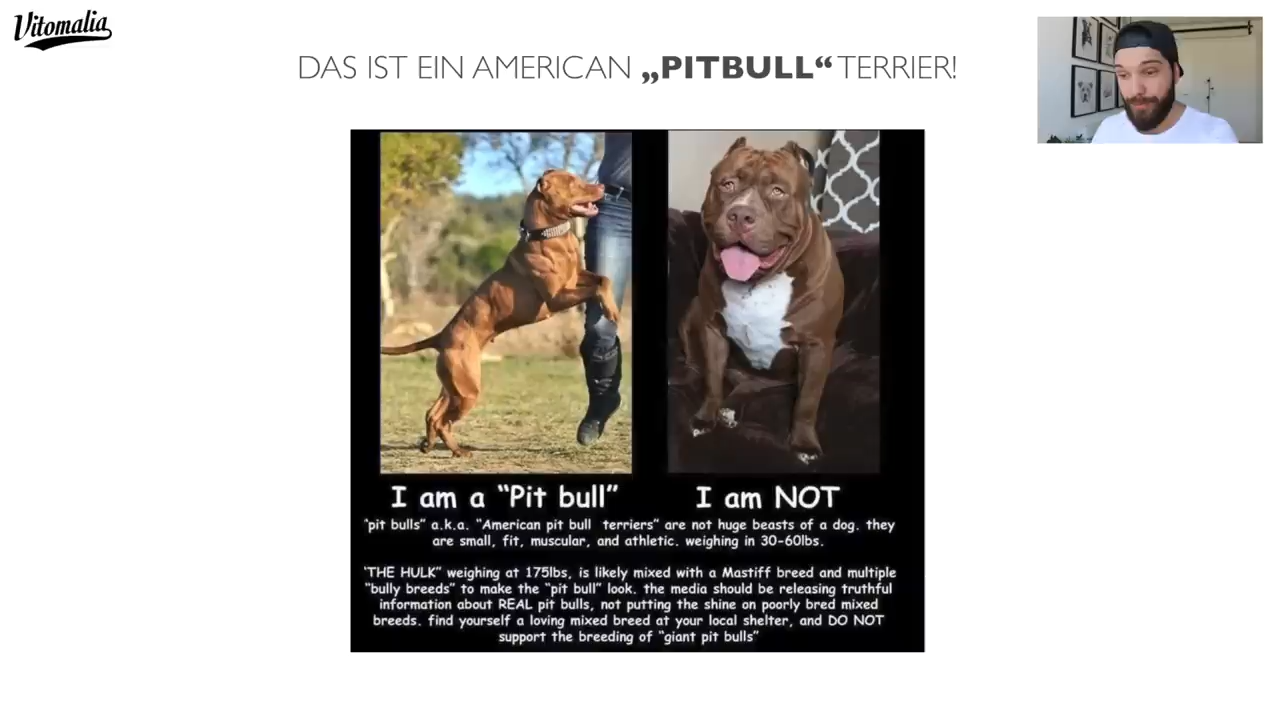 Vitomalia
DAS IST EIN AMERICAN „PITBULL“ TERRIER!
I am a "Pit bull"
I am NOT
"pit bulls" a.k.a. "American pit bull terriers" are not huge beasts of a dog. they
are small, fit, muscular, and athletic. weighing in 30-60lbs.
"THE HULK" weighing at 175lbs, is likely mixed with a Mastiff breed and multiple
"bully breeds" to make the "pit bull" look. the media should be releasing truthful
information about REAL pit bulls, not putting the shine on poorly bred mixed
breeds. find yourself a loving mixed breed at your local shelter, and DO NOT
support the breeding of "giant pit bulls"